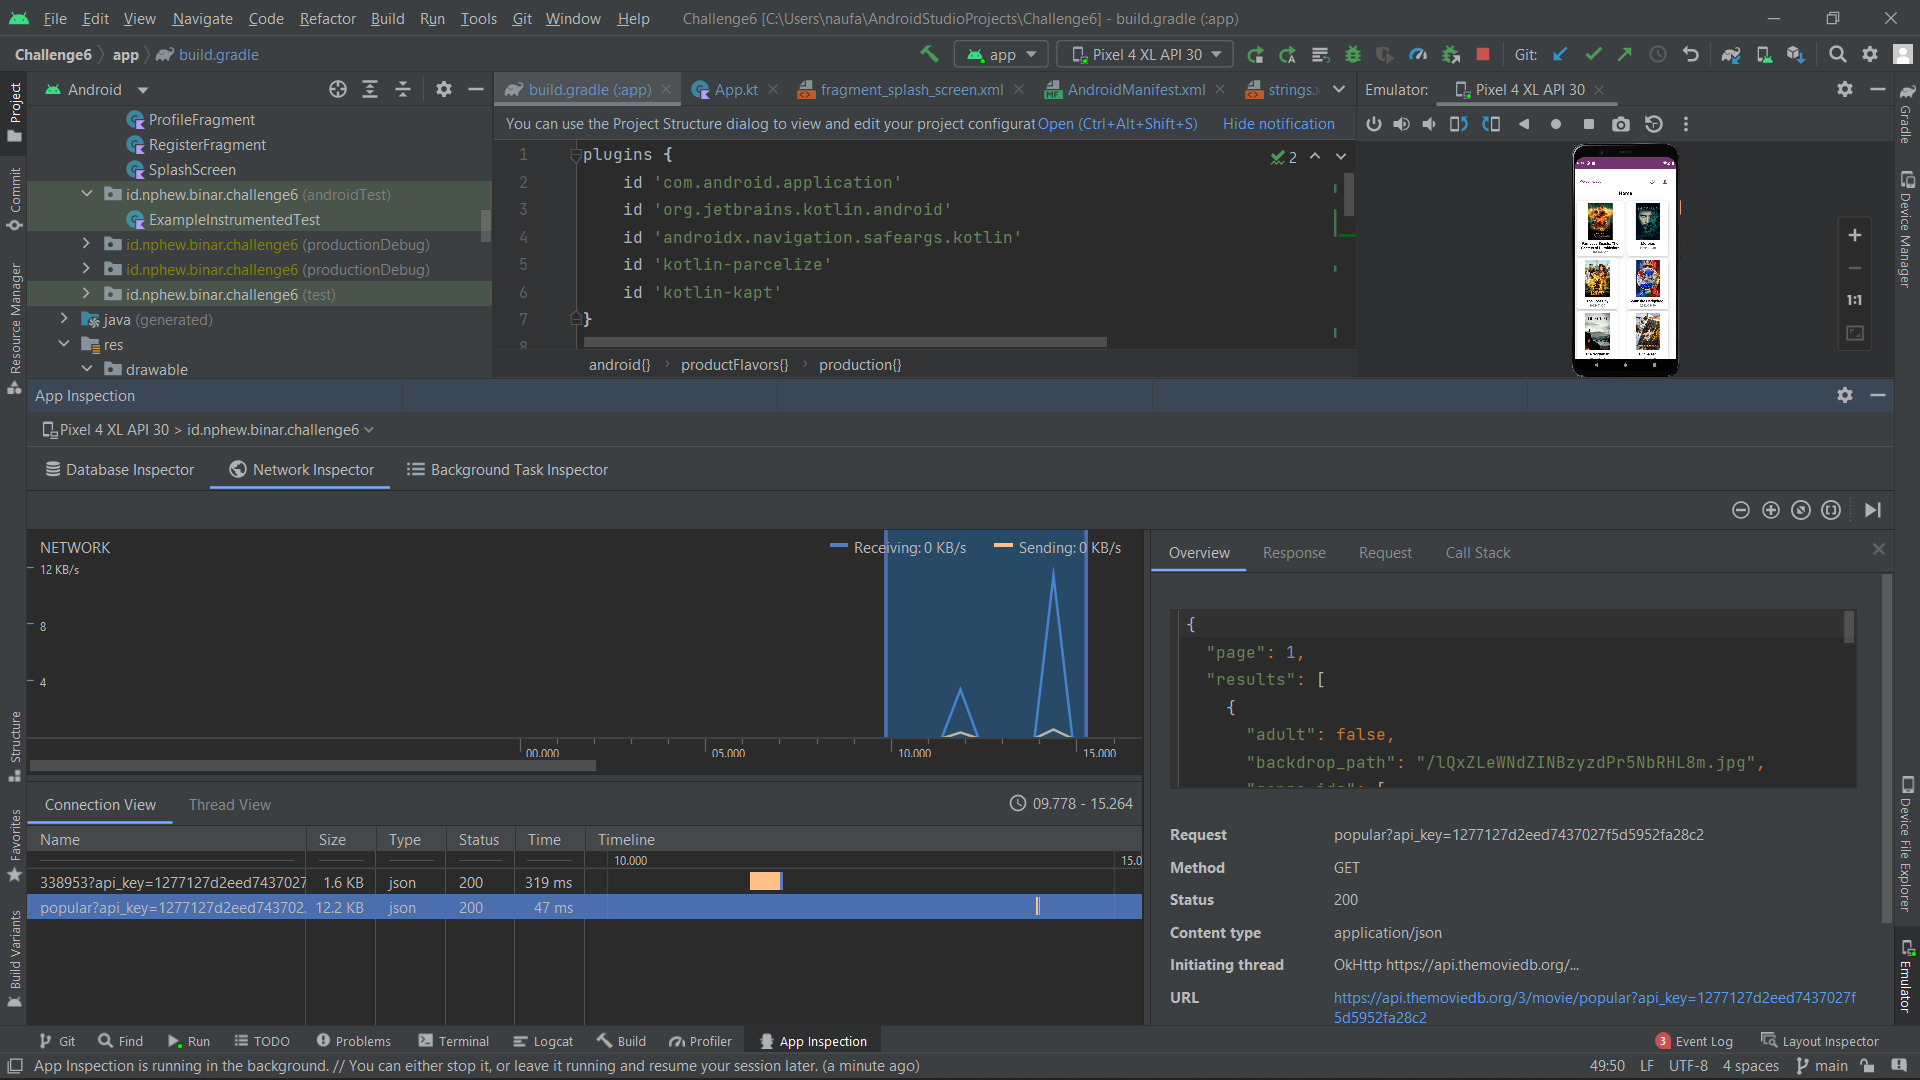 File Edit View Navigate Code Refactor Build Run Tools Git Window Help Challenge6 [C:\Users\naufa\AndroidStudioProjects\Challenge6] - build.gradle (:app)
Challenge6 app build.gradle app Pixel 4 XL API 30 Git:
Project
Commit
Resource Manager
Structure
Favorites
Build Variants
Android
ProfileFragment
RegisterFragment
SplashScreen
id.nphew.binar.challenge6 (androidTest)
ExampleInstrumentedTest
id.nphew.binar.challenge6 (productionDebug)
id.nphew.binar.challenge6 (productionDebug)
id.nphew.binar.challenge6 (test)
java (generated)
res
drawable
build.gradle (:app) App.kt fragment_splash_screen.xml AndroidManifest.xml strings.
You can use the Project Structure dialog to view and edit your project configurat Open (Ctrl+Alt+Shift+S) Hide notification
1 plugins {
2 id 'com.android.application'
3 id 'org.jetbrains.kotlin.android'
4 id 'androidx.navigation.safeargs.kotlin'
5 id 'kotlin-parcelize'
6 id 'kotlin-kapt'
7 }
8
2
android{} productFlavors{} production{}
Emulator: Pixel 4 XL API 30
Home
1:1
Gradle
Device Manager
Device File Explorer
Emulator
App Inspection
Pixel 4 XL API 30 > id.nphew.binar.challenge6
Database Inspector Network Inspector Background Task Inspector
NETWORK Receiving: 0 KB/s Sending: 0 KB/s
12 KB/s
8
4
00.000 05.000 10.000 15.000
Connection View Thread View 09.778 - 15.264
Name Size Type Status Time Timeline
10.000 15.0
338953?api_key=1277127d2eed7437027 1.6 KB json 200 319 ms
popular?api_key=1277127d2eed743702. 12.2 KB json 200 47 ms
Overview Response Request Call Stack
{
"page": 1,
"results": [
{
"adult": false,
"backdrop_path": "/lQxZLeWNdZINBzyzdPr5NbRHL8m.jpg",
Request popular?api_key=1277127d2eed7437027f5d5952fa28c2
Method GET
Status 200
Content type application/json
Initiating thread OkHttp https://api.themoviedb.org/...
URL https://api.themoviedb.org/3/movie/popular?api_key=1277127d2eed7437027f
5d5952fa28c2
Git Find Run TODO Problems Terminal Logcat Build Profiler App Inspection 3 Event Log Layout Inspector
App Inspection is running in the background. // You can either stop it, or leave it running and resume your session later. (a minute ago) 49:50 LF UTF-8 4 spaces main